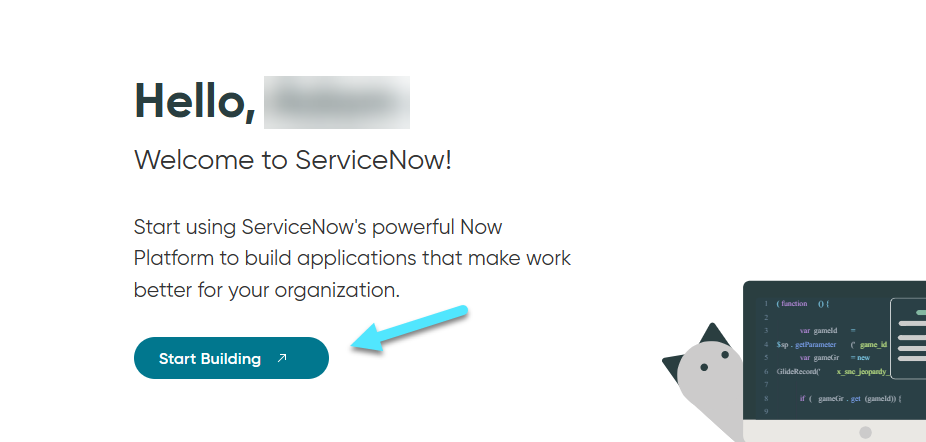 Hello,
Welcome to ServiceNow!
Start using ServiceNow's powerful Now
Platform to build applications that make work
better for your organization.
Start Building
1 ( function () {
2
3 var gameId =
4 $sp . getParameter (' game_id
5 var gameGr = new
6 GlideRecord(' x_snc_jeopardy_
7
8 if ( gameGr . get (gameId)) {
9